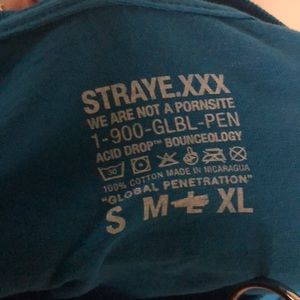 STRAYE.XXX
WE ARE NOT A PORNSITE
1-900-GLBL-PEN
ACID DROP™ BOUNCEOLOGY
30
100% COTTON MADE IN NICARAGUA
"GLOBAL PENETRATION"
S M L XL